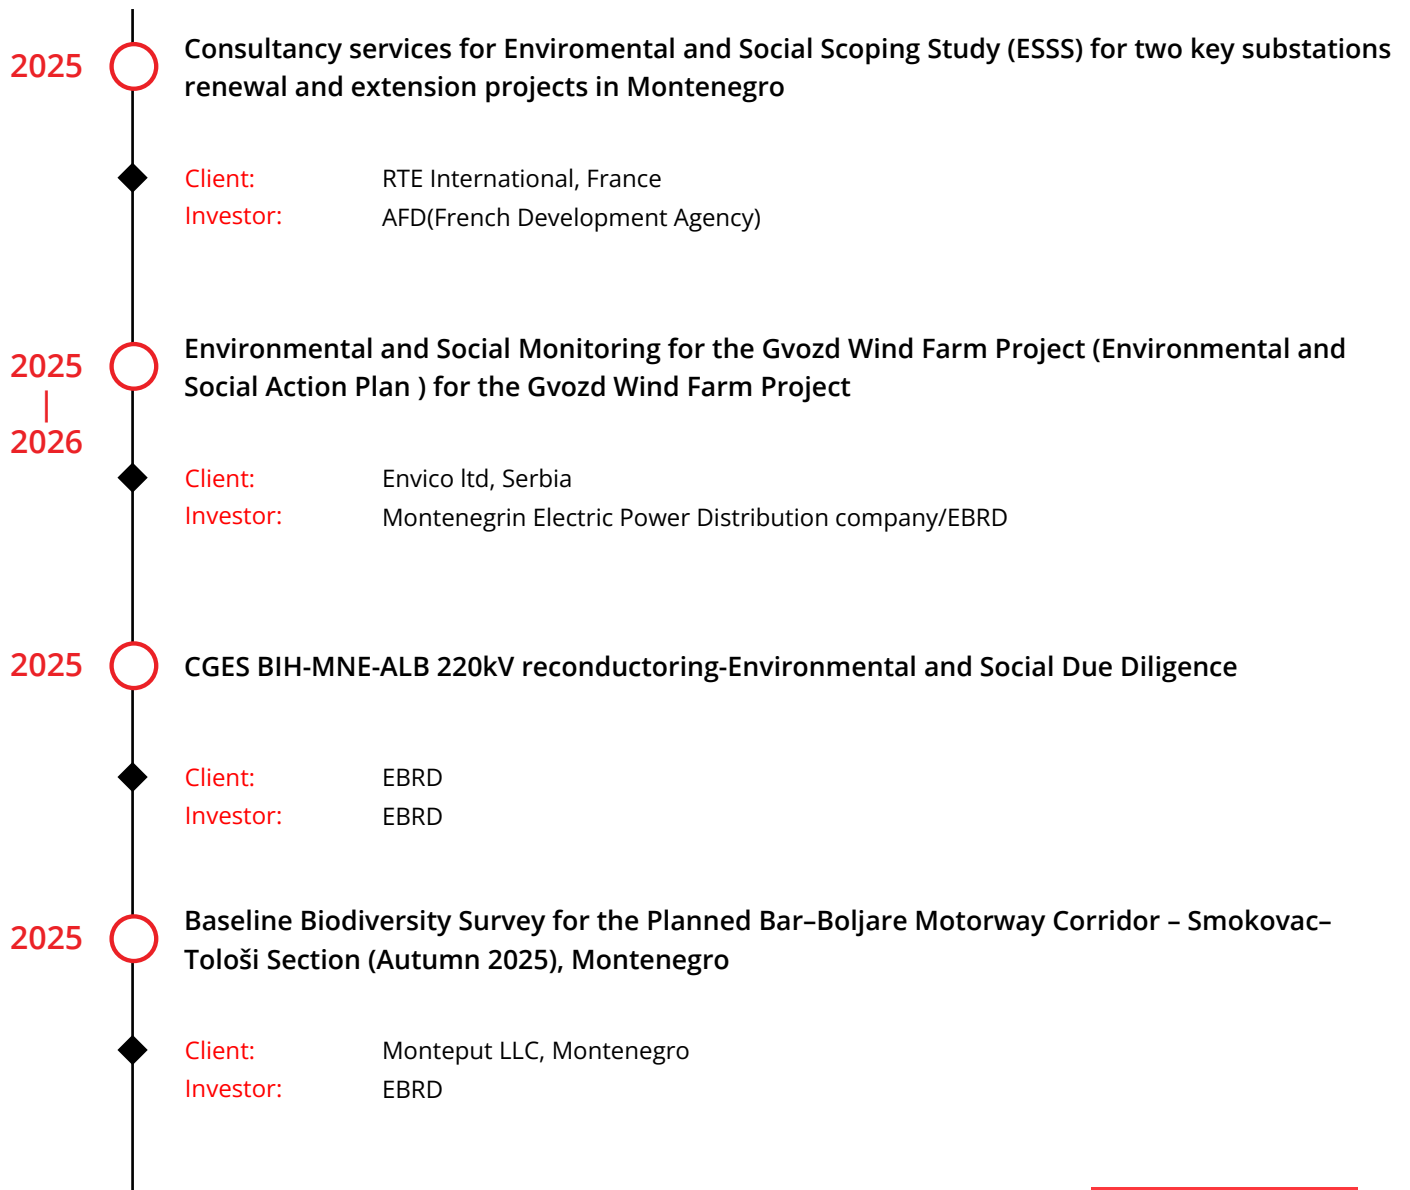 2025
Consultancy services for Enviromental and Social Scoping Study (ESSS) for two key substations
renewal and extension projects in Montenegro
Client: RTE International, France
Investor: AFD(French Development Agency)
2025
|
2026
Environmental and Social Monitoring for the Gvozd Wind Farm Project (Environmental and
Social Action Plan ) for the Gvozd Wind Farm Project
Client: Envico ltd, Serbia
Investor: Montenegrin Electric Power Distribution company/EBRD
2025
CGES BIH-MNE-ALB 220kV reconductoring-Environmental and Social Due Diligence
Client: EBRD
Investor: EBRD
2025
Baseline Biodiversity Survey for the Planned Bar–Boljare Motorway Corridor – Smokovac–
Tološi Section (Autumn 2025), Montenegro
Client: Monteput LLC, Montenegro
Investor: EBRD